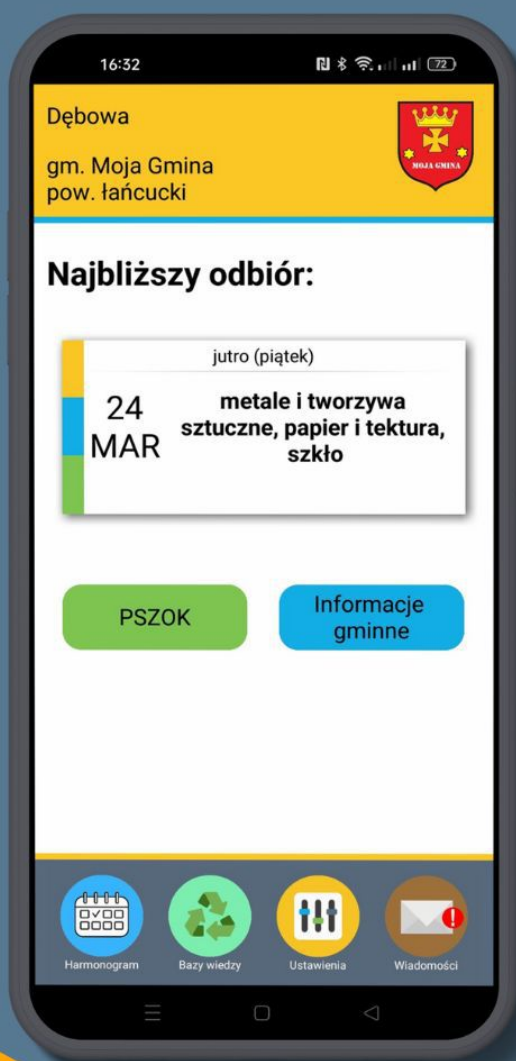 16:32
72
Dębowa
gm. Moja Gmina
pow. łańcucki
MOJA GMINA
Najbliższy odbiór:
jutro (piątek)
24
MAR
metale i tworzywa
sztuczne, papier i tektura,
szkło
PSZOK
Informacje
gminne
Harmonogram
Bazy wiedzy
Ustawienia
Wiadomości